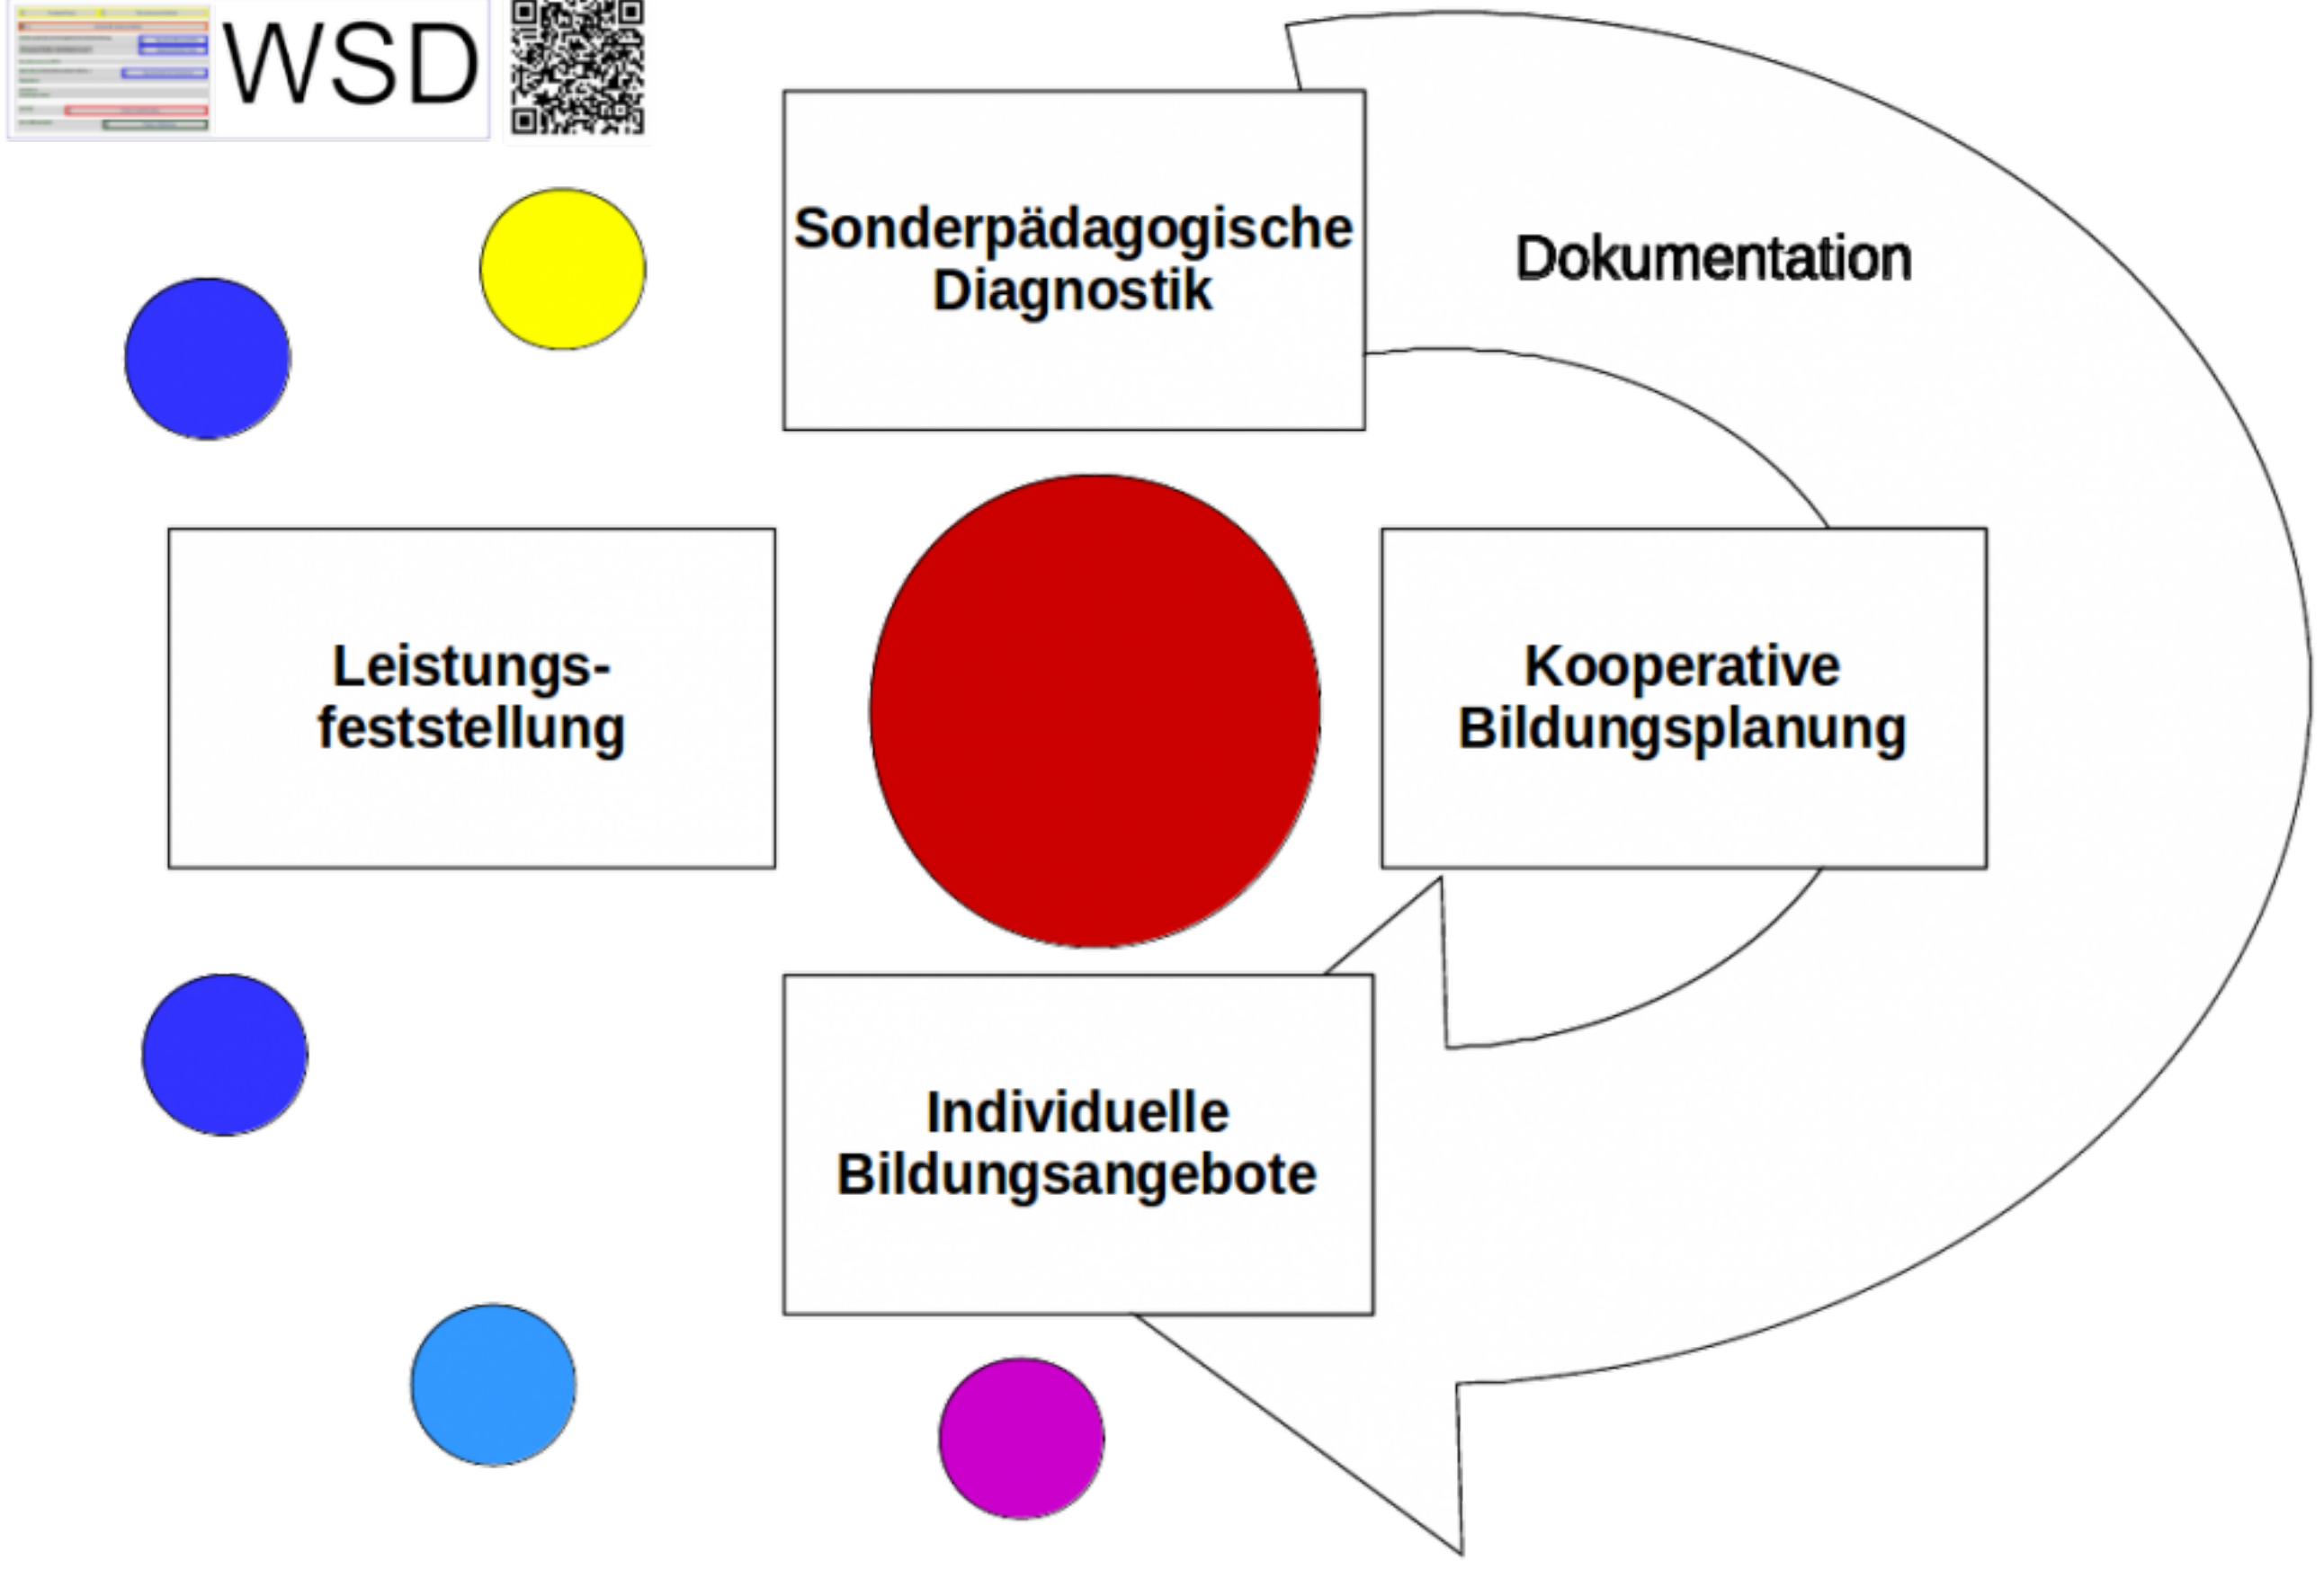 WSD
Sonderpädagogische
Diagnostik
Dokumentation
Leistungs-
feststellung
Kooperative
Bildungsplanung
Individuelle
Bildungsangebote